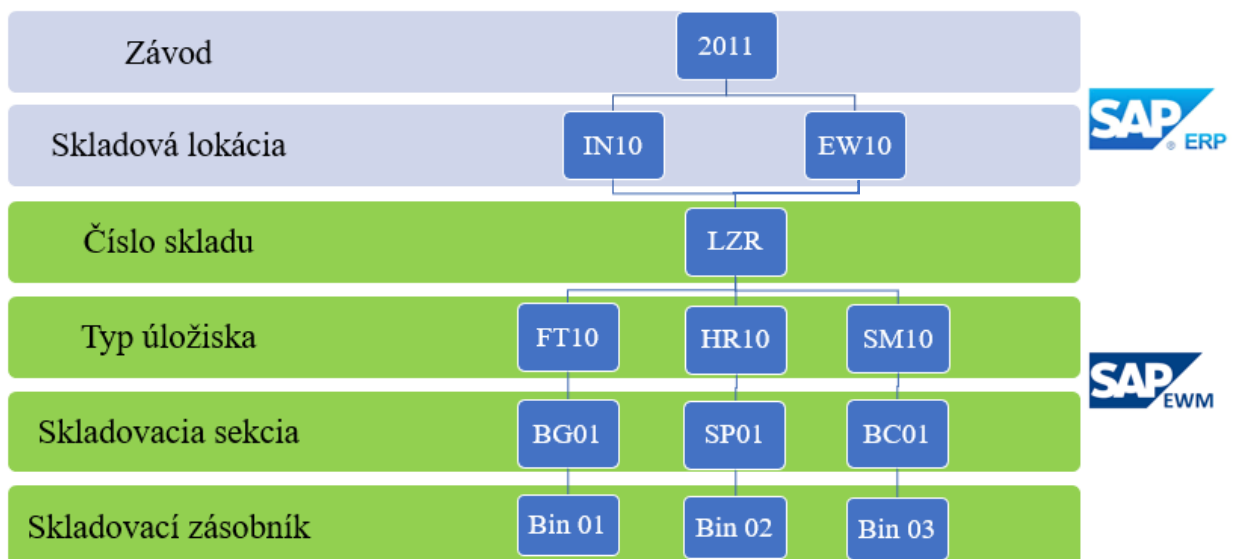 Závod
2011
Skladová lokácia
IN10
EW10
SAP
® ERP
Číslo skladu
LZR
Typ úložiska
FT10
HR10
SM10
SAP
EWM
Skladovacia sekcia
BG01
SP01
BC01
Skladovací zásobník
Bin 01
Bin 02
Bin 03